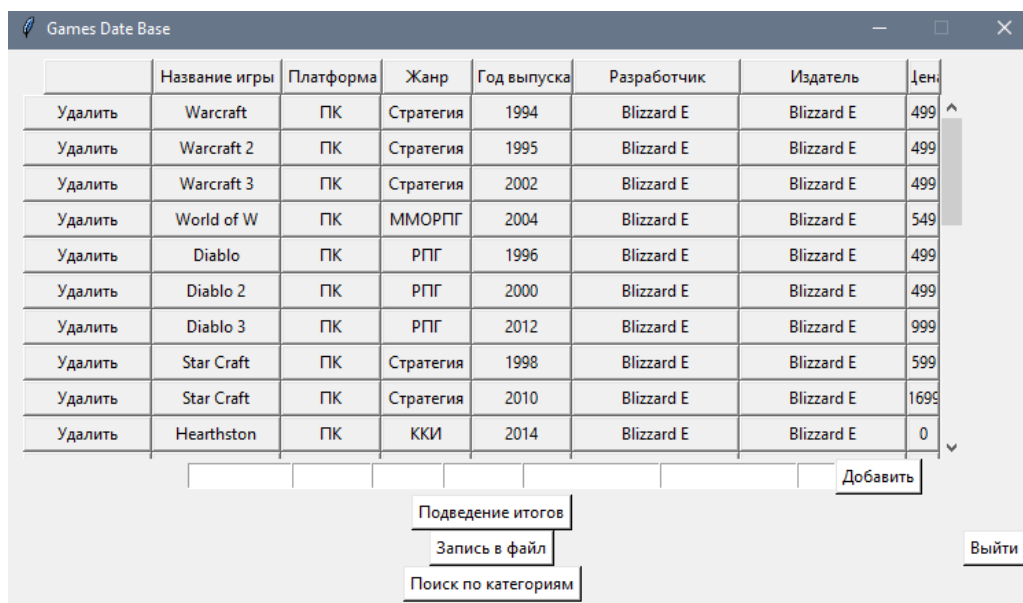 Games Date Base
Название игры Платформа Жанр Год выпуска Разработчик Издатель Цена
Удалить Warcraft ПК Стратегия 1994 Blizzard E Blizzard E 499
Удалить Warcraft 2 ПК Стратегия 1995 Blizzard E Blizzard E 499
Удалить Warcraft 3 ПК Стратегия 2002 Blizzard E Blizzard E 499
Удалить World of W ПК ММОРПГ 2004 Blizzard E Blizzard E 549
Удалить Diablo ПК РПГ 1996 Blizzard E Blizzard E 499
Удалить Diablo 2 ПК РПГ 2000 Blizzard E Blizzard E 499
Удалить Diablo 3 ПК РПГ 2012 Blizzard E Blizzard E 999
Удалить Star Craft ПК Стратегия 1998 Blizzard E Blizzard E 599
Удалить Star Craft ПК Стратегия 2010 Blizzard E Blizzard E 1699
Удалить Hearthston ПК ККИ 2014 Blizzard E Blizzard E 0
Добавить
Подведение итогов
Запись в файл Выйти
Поиск по категориям